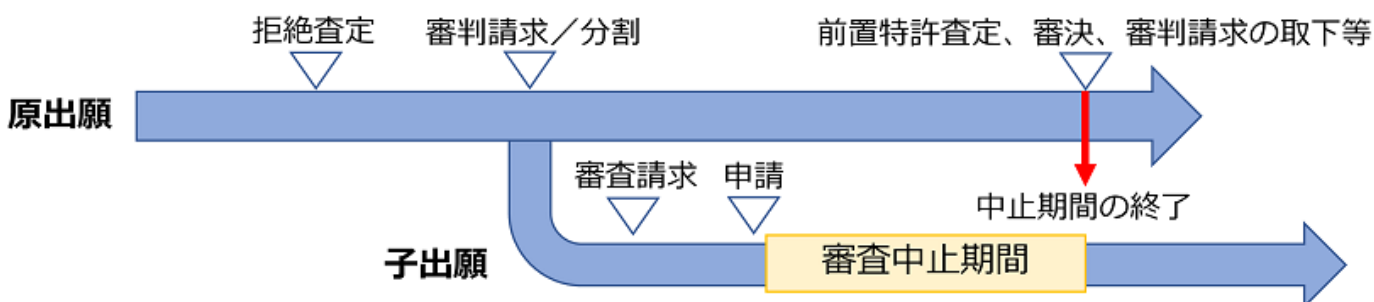 拒絶査定
審判請求／分割
前置特許査定、審決、審判請求の取下等
原出願
審査請求
申請
中止期間の終了
子出願
審査中止期間